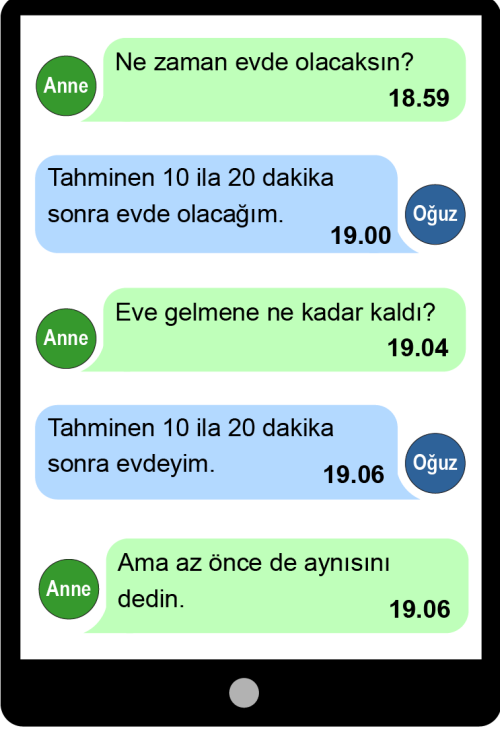 Ne zaman evde olacaksın?
Anne
18.59
Tahminen 10 ila 20 dakika
sonra evde olacağım.
Oğuz
19.00
Eve gelmene ne kadar kaldı?
Anne
19.04
Tahminen 10 ila 20 dakika
sonra evdeyim.
Oğuz
19.06
Ama az önce de aynısını
Anne
dedin.
19.06